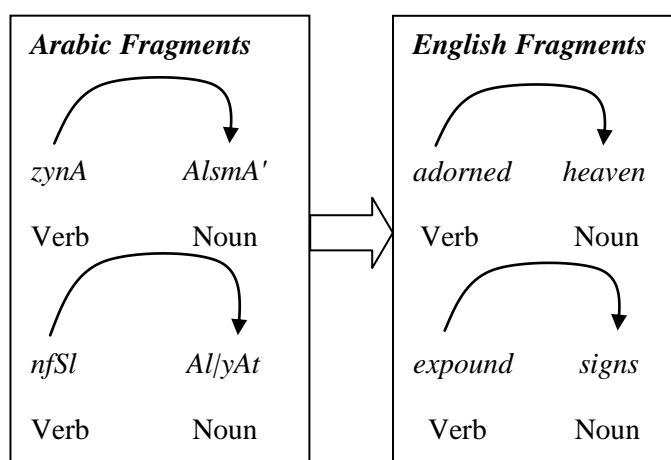 Arabic Fragments
zynA AlsmA'
Verb Noun
nfSl Al/yAt
Verb Noun
English Fragments
adorned heaven
Verb Noun
expound signs
Verb Noun